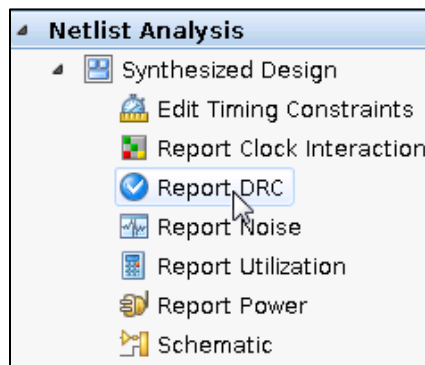 Netlist Analysis
Synthesized Design
Edit Timing Constraints
Report Clock Interaction
Report DRC
Report Noise
Report Utilization
Report Power
Schematic